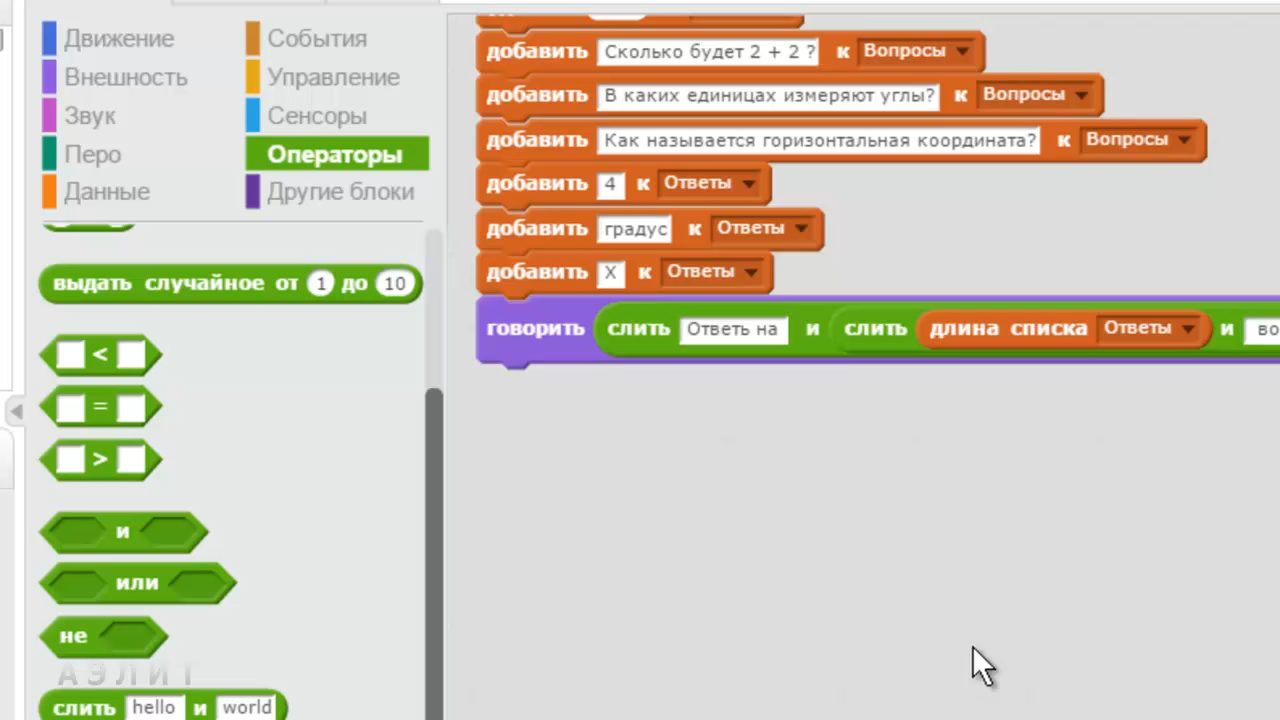 Движение
События
Внешность
Управление
Звук
Сенсоры
Перо
Операторы
Данные
Другие блоки
выдать случайное от 1 до 10
<
=
>
и
или
не
АЭЛИТ
слить hello и world
добавить Сколько будет 2 + 2 ? к Вопросы
добавить В каких единицах измеряют углы? к Вопросы
добавить Как называется горизонтальная координата? к Вопросы
добавить 4 к Ответы
добавить градус к Ответы
добавить X к Ответы
говорить слить Ответь на и слить длина списка Ответы и во